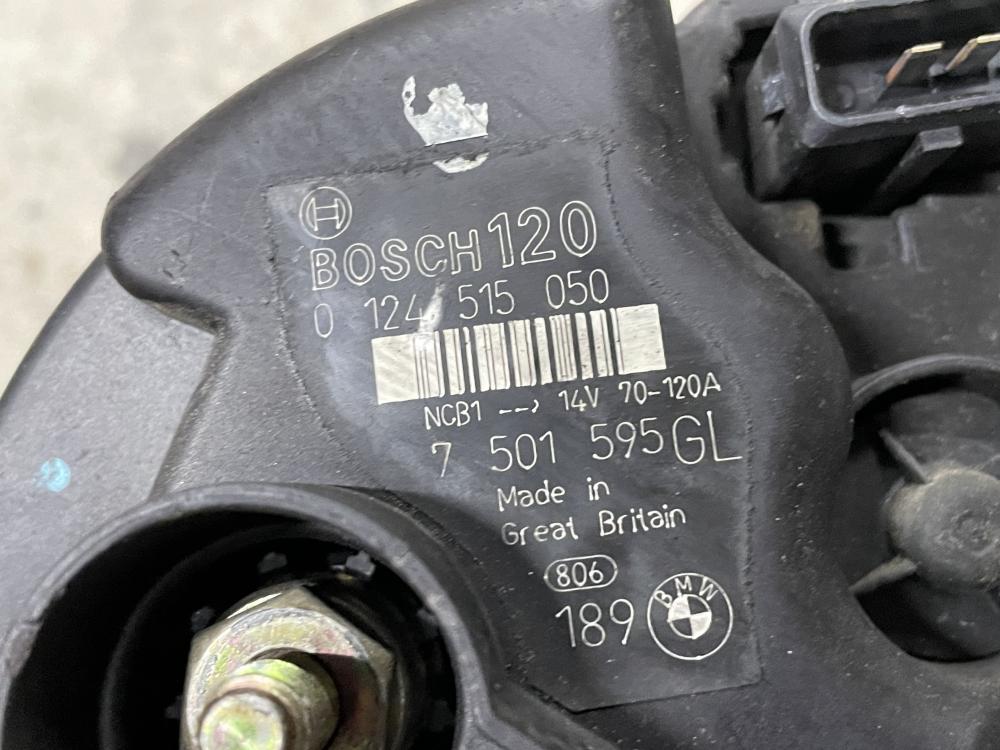 BOSCH 120
0 124 515 050
NCB1 --> 14V 70-120A
7 501 595 GL
Made in
Great Britain
806
189 BMW